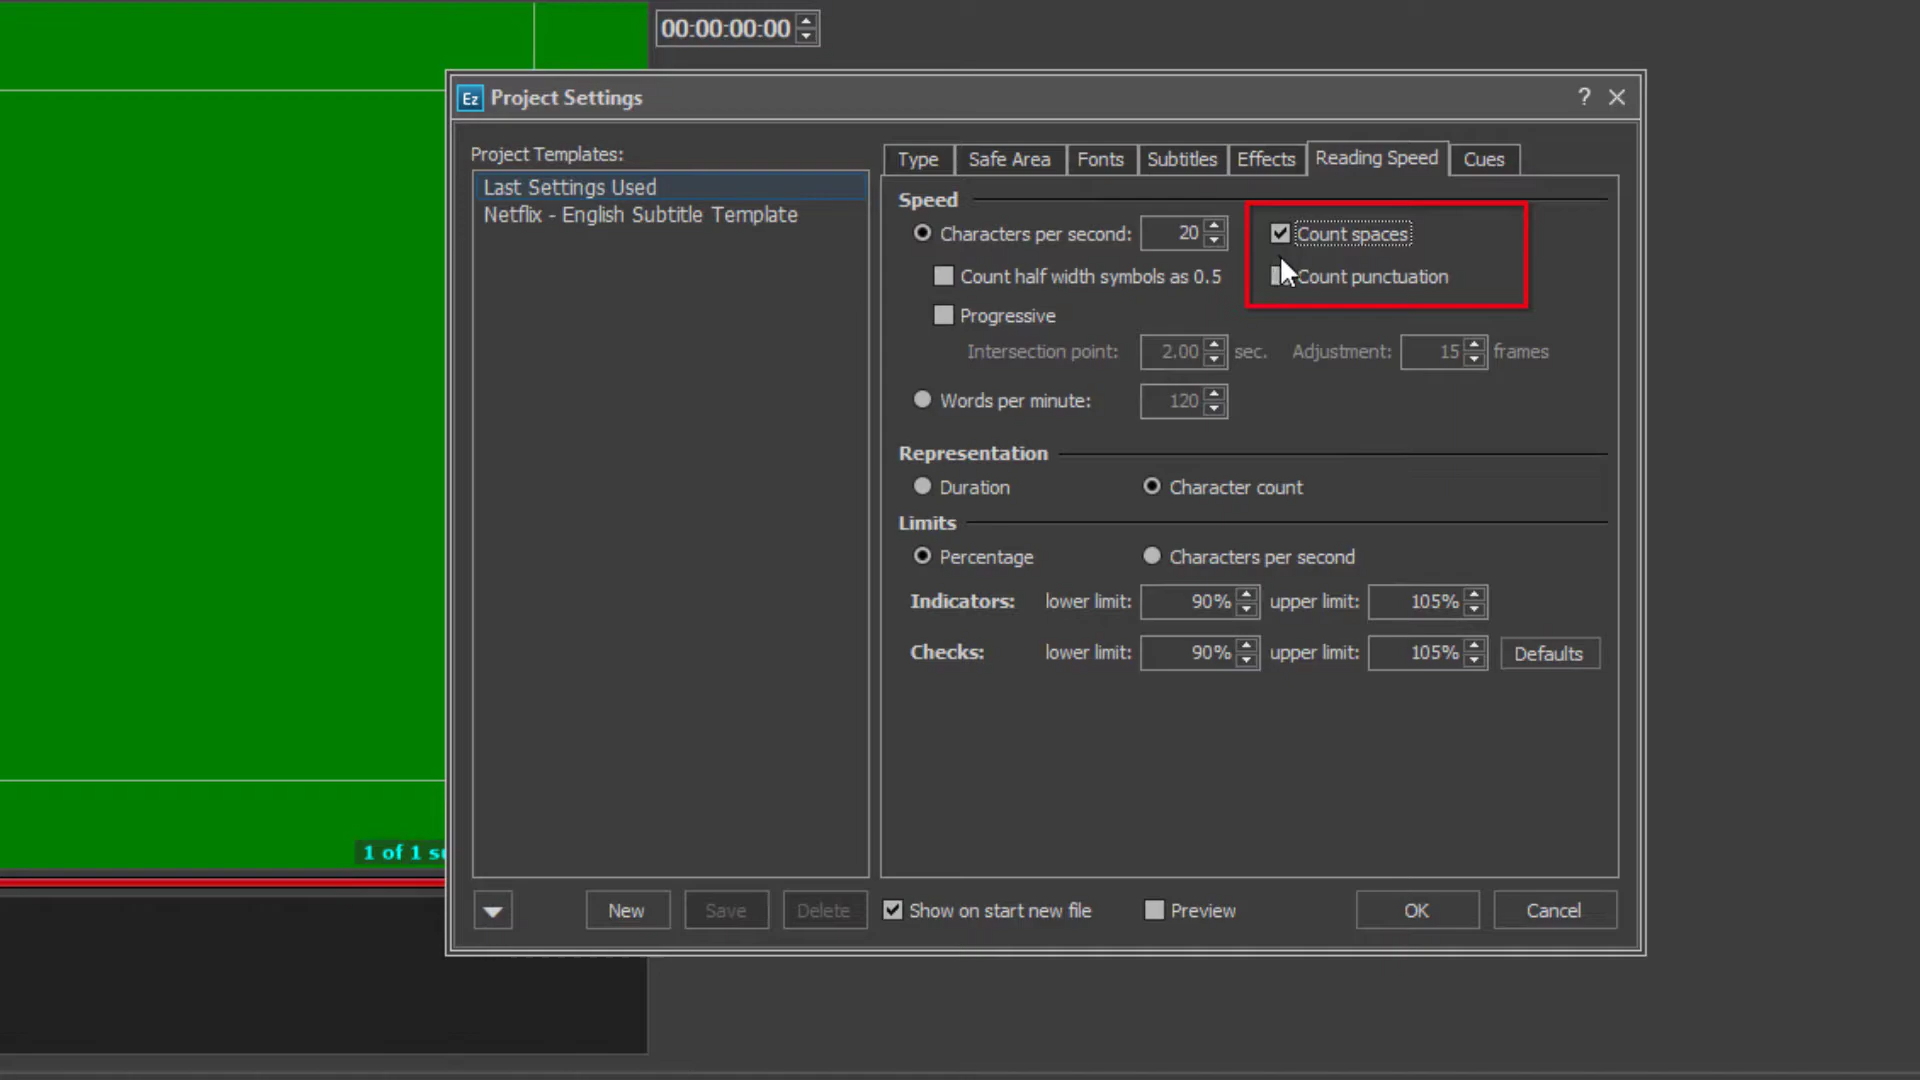 00:00:00:00
Ez Project Settings ?
Project Templates:
Last Settings Used
Netflix - English Subtitle Template
Type Safe Area Fonts Subtitles Effects Reading Speed Cues
Speed
Characters per second: 20 Count spaces
Count half width symbols as 0.5 Count punctuation
Progressive
Intersection point: 2.00 sec. Adjustment: 15 frames
Words per minute: 120
Representation
Duration Character count
Limits
Percentage Characters per second
Indicators: lower limit: 90% upper limit: 105%
Checks: lower limit: 90% upper limit: 105% Defaults
1 of 1
New Save Delete Show on start new file Preview OK Cancel